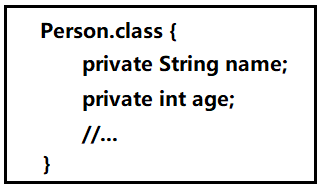 Person.class {
private String name;
private int age;
//...
}